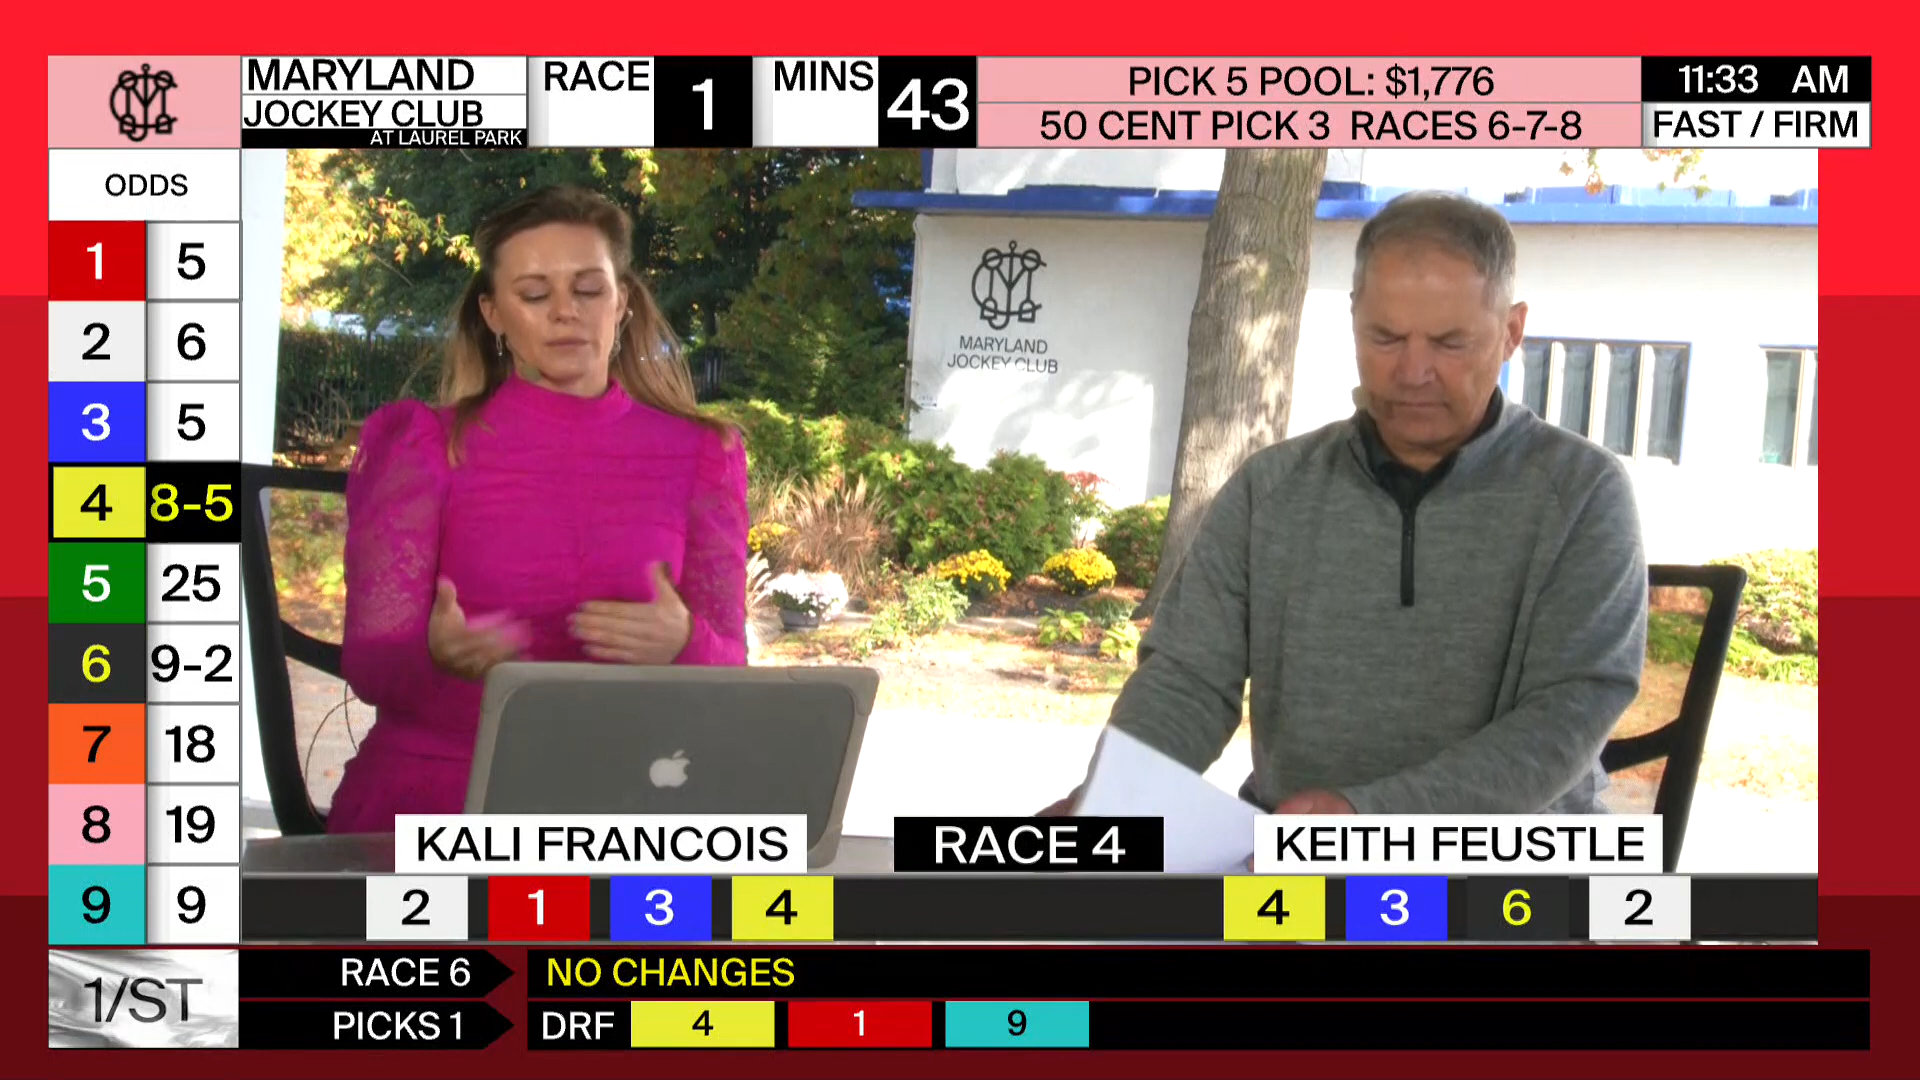 MARYLAND
JOCKEY CLUB
AT LAUREL PARK
RACE 1
MINS 43
PICK 5 POOL: $1,776
50 CENT PICK 3 RACES 6-7-8
11:33 AM
FAST / FIRM
ODDS
1 5
2 6
3 5
4 8-5
5 25
6 9-2
7 18
8 19
9 9
MARYLAND
JOCKEY CLUB
KALI FRANCOIS
RACE 4
KEITH FEUSTLE
2 1 3 4
4 3 6 2
1/ST
RACE 6
NO CHANGES
PICKS 1
DRF 4 1 9